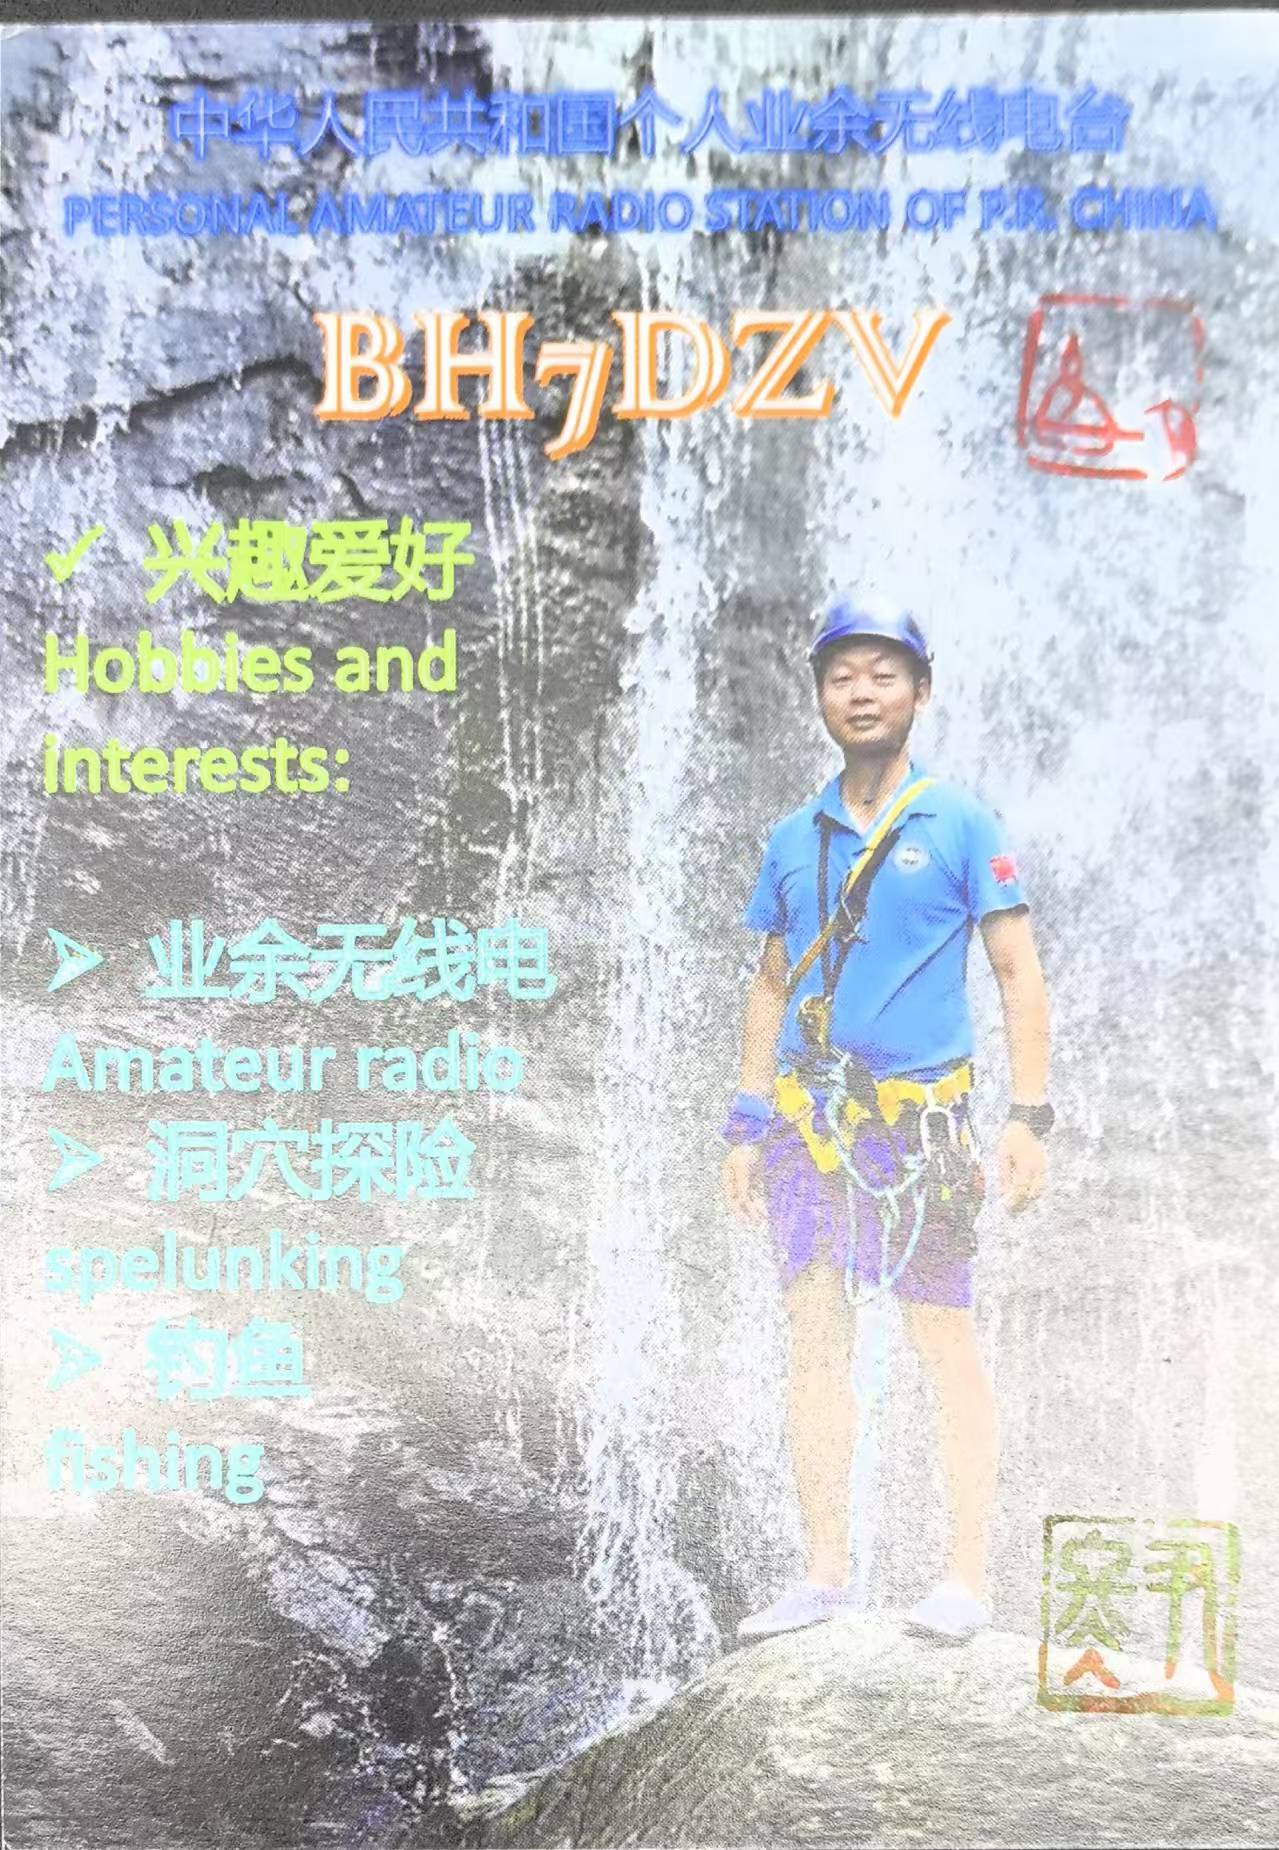 中华人民共和国个人业余无线电台
PERSONAL AMATEUR RADIO STATION OF P.R. CHINA
BH7DZV
✓ 兴趣爱好
Hobbies and
interests:
➢ 业余无线电
Amateur radio
➢ 洞穴探险
spelunking
➢ 钓鱼
fishing